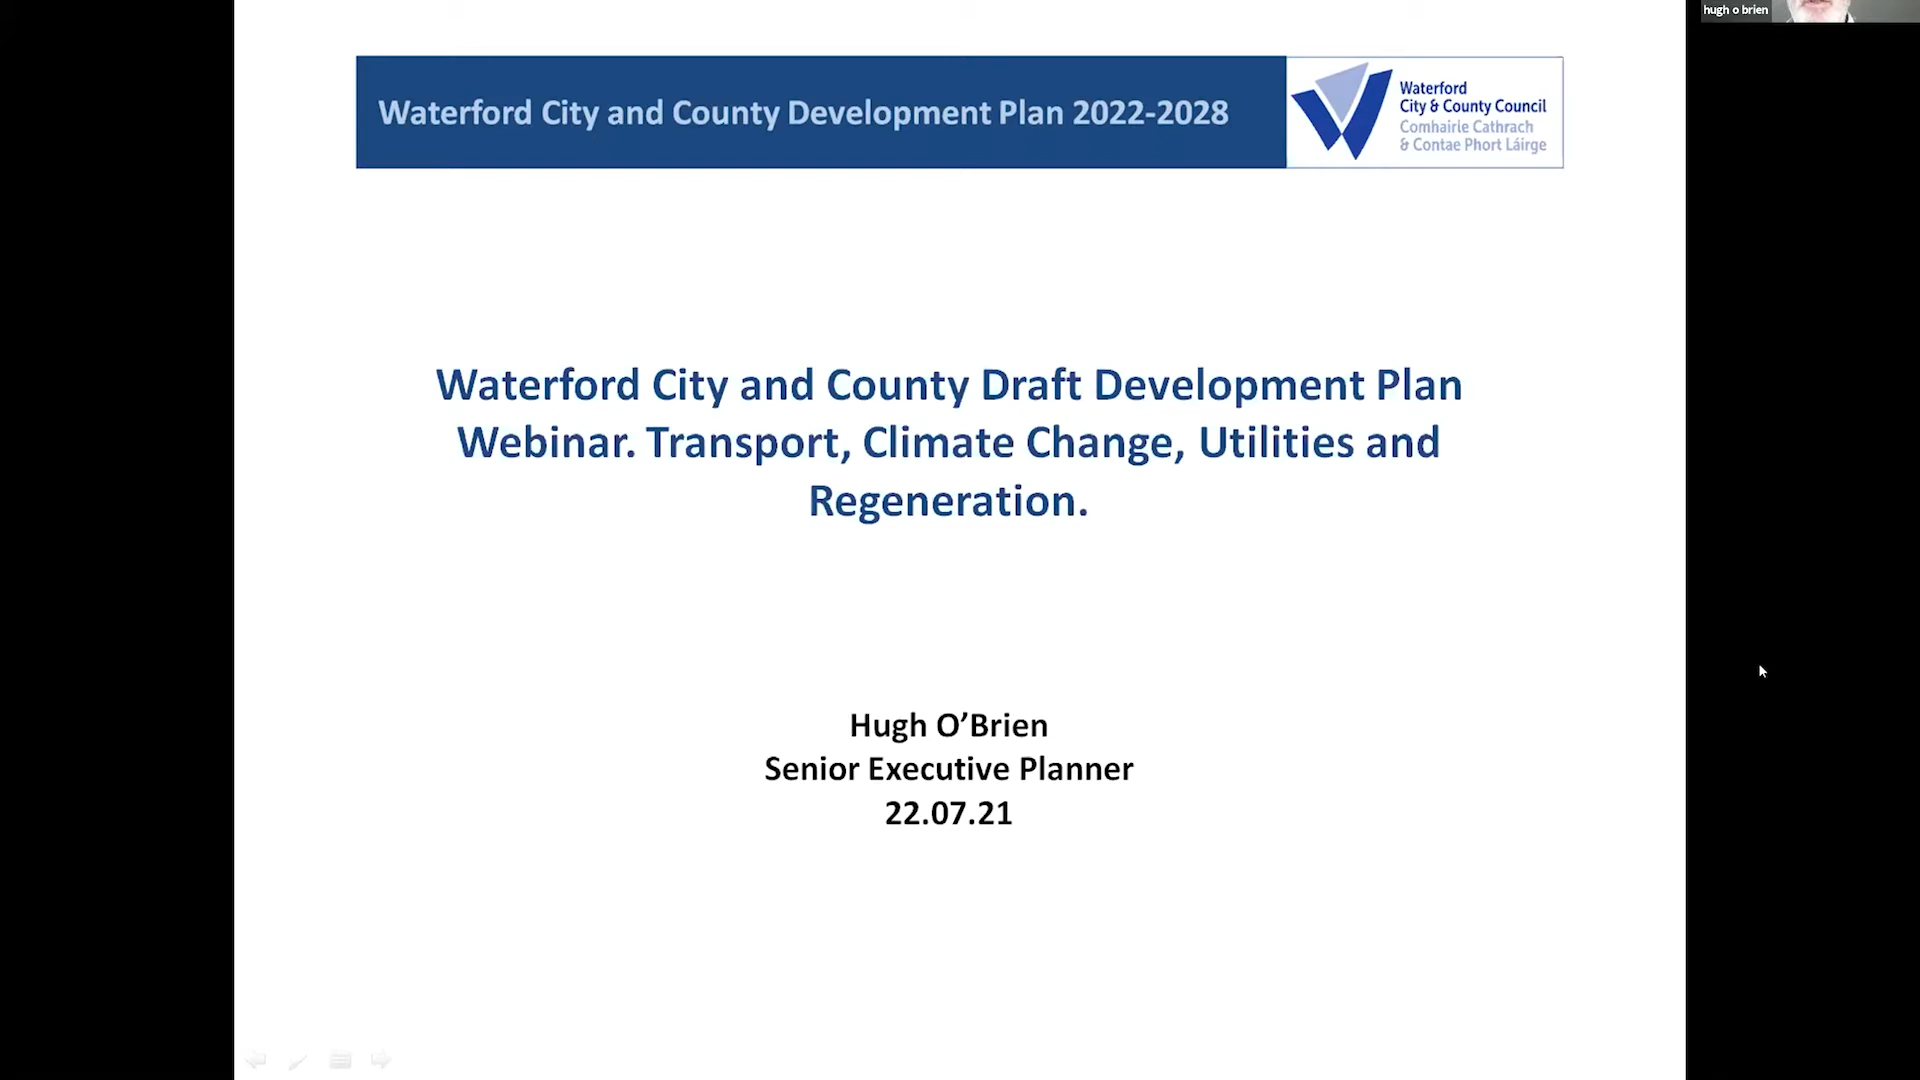 hugh o brien
Waterford City and County Development Plan 2022-2028
Waterford
City & County Council
Comhairle Cathrach
& Contae Phort Láirge
Waterford City and County Draft Development Plan
Webinar. Transport, Climate Change, Utilities and
Regeneration.
Hugh O’Brien
Senior Executive Planner
22.07.21